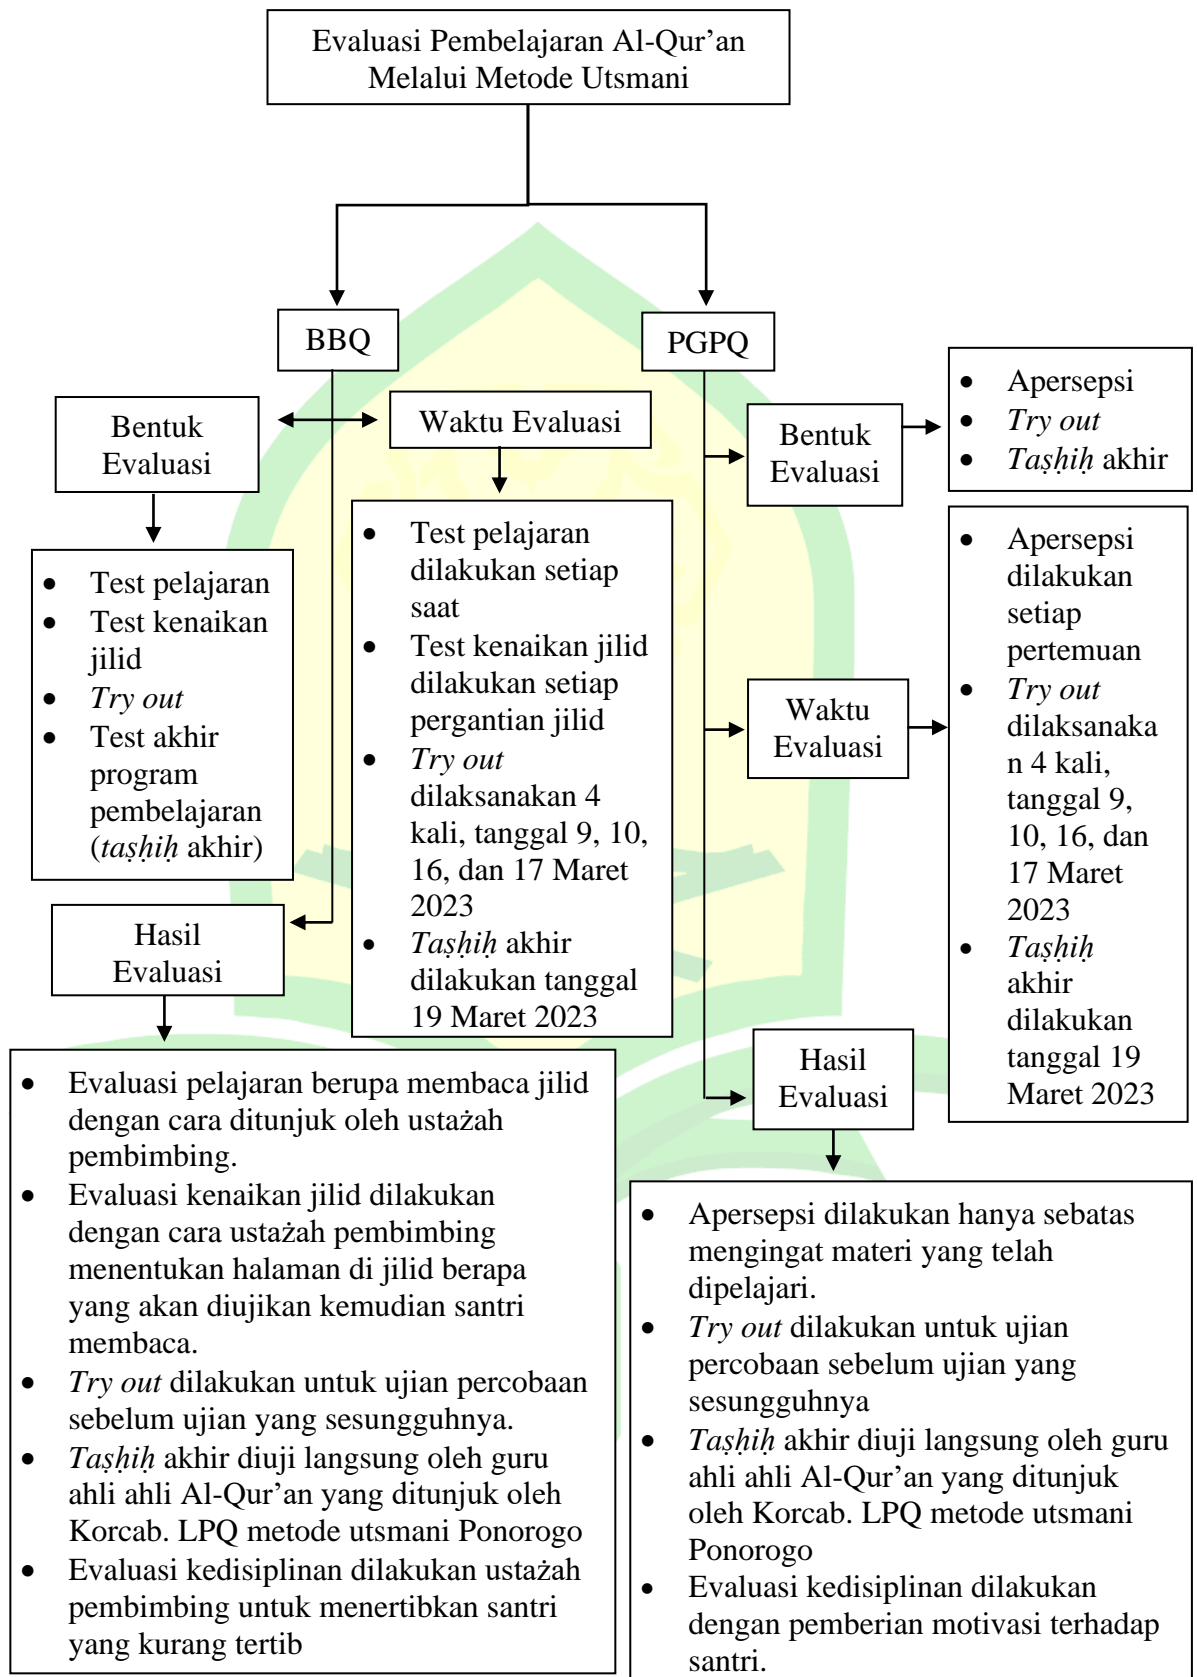 Evaluasi Pembelajaran Al-Qur’an
Melalui Metode Utsmani
BBQ
PGPQ
Bentuk
Evaluasi
Waktu Evaluasi
• Test pelajaran
• Test kenaikan
jilid
• Try out
• Test akhir
program
pembelajaran
(taṣḥiḥ akhir)
• Test pelajaran
dilakukan setiap
saat
• Test kenaikan jilid
dilakukan setiap
pergantian jilid
• Try out
dilaksanakan 4
kali, tanggal 9, 10,
16, dan 17 Maret
2023
• Taṣḥiḥ akhir
dilakukan tanggal
19 Maret 2023
Hasil
Evaluasi
• Evaluasi pelajaran berupa membaca jilid
dengan cara ditunjuk oleh ustażah
pembimbing.
• Evaluasi kenaikan jilid dilakukan
dengan cara ustażah pembimbing
menentukan halaman di jilid berapa
yang akan diujikan kemudian santri
membaca.
• Try out dilakukan untuk ujian percobaan
sebelum ujian yang sesungguhnya.
• Taṣḥiḥ akhir diuji langsung oleh guru
ahli ahli Al-Qur’an yang ditunjuk oleh
Korcab. LPQ metode utsmani Ponorogo
• Evaluasi kedisiplinan dilakukan ustażah
pembimbing untuk menertibkan santri
yang kurang tertib
Bentuk
Evaluasi
• Apersepsi
• Try out
• Taṣḥiḥ akhir
Waktu
Evaluasi
• Apersepsi
dilakukan
setiap
pertemuan
• Try out
dilaksanaka
n 4 kali,
tanggal 9,
10, 16, dan
17 Maret
2023
• Taṣḥiḥ
akhir
dilakukan
tanggal 19
Maret 2023
Hasil
Evaluasi
• Apersepsi dilakukan hanya sebatas
mengingat materi yang telah
dipelajari.
• Try out dilakukan untuk ujian
percobaan sebelum ujian yang
sesungguhnya
• Taṣḥiḥ akhir diuji langsung oleh guru
ahli ahli Al-Qur’an yang ditunjuk
oleh Korcab. LPQ metode utsmani
Ponorogo
• Evaluasi kedisiplinan dilakukan
dengan pemberian motivasi terhadap
santri.